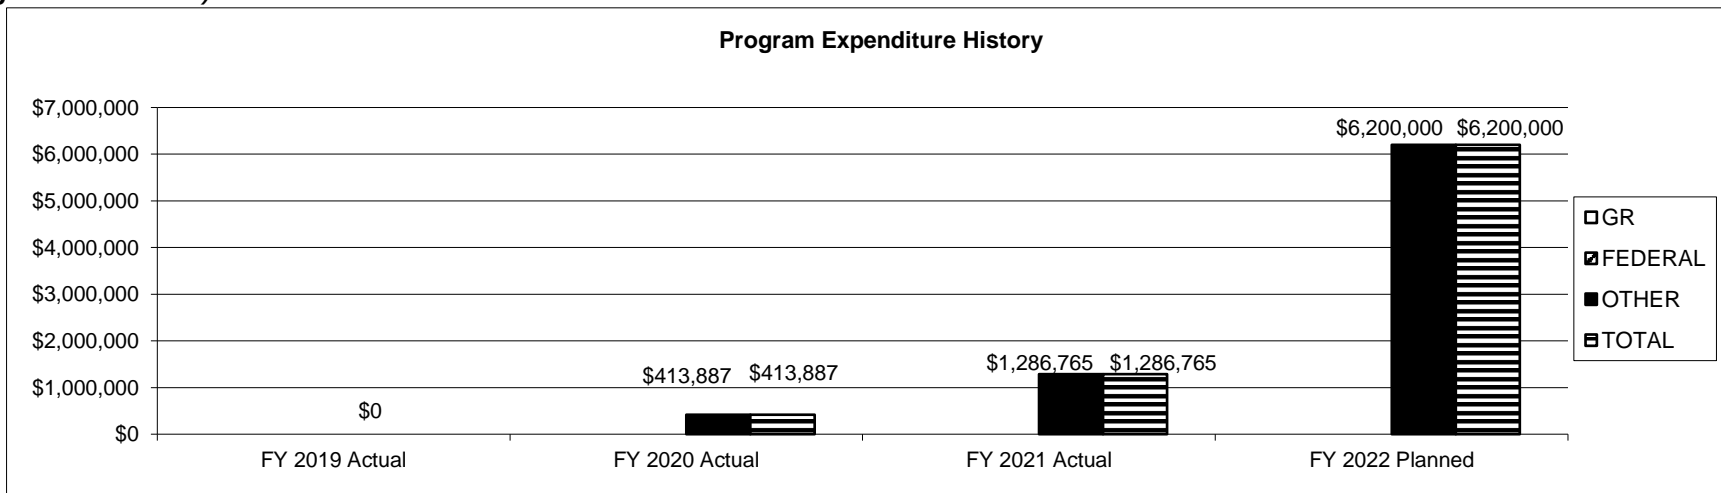 Program Expenditure History
$7,000,000
$6,000,000
$5,000,000
$4,000,000
$3,000,000
$2,000,000
$1,000,000
$0
$0
$413,887 $413,887
$1,286,765 $1,286,765
$6,200,000 $6,200,000
FY 2019 Actual FY 2020 Actual FY 2021 Actual FY 2022 Planned
GR
FEDERAL
OTHER
TOTAL